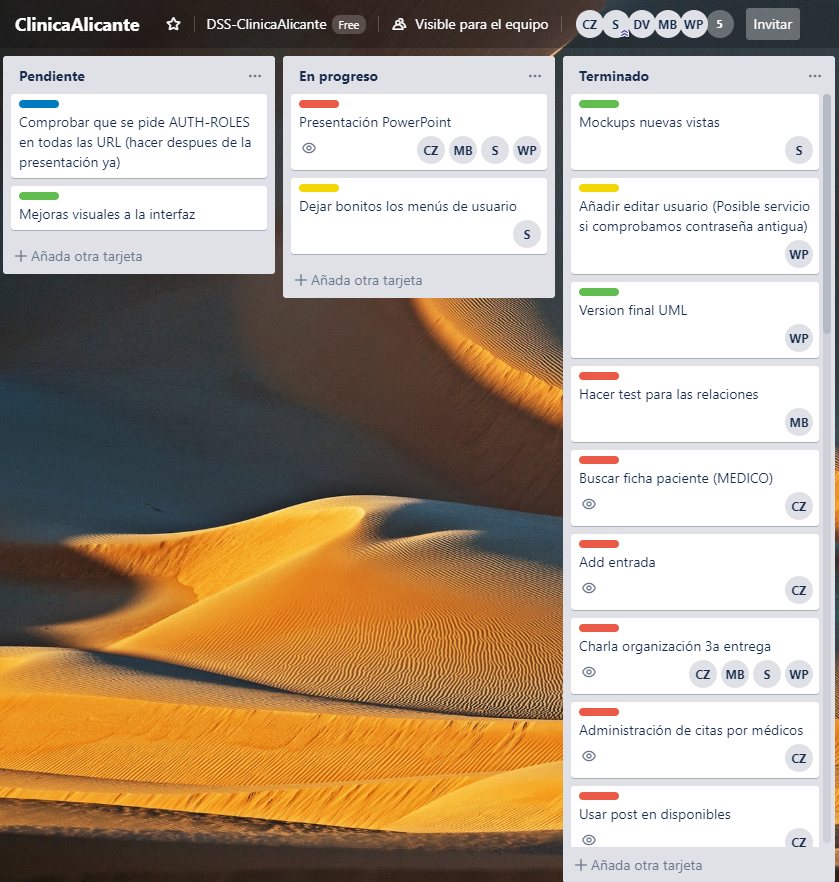 ClinicaAlicante
DSS-ClinicaAlicante Free
Visible para el equipo
CZ S DV MB WP 5
Invitar
Pendiente
Comprobar que se pide AUTH-ROLES
en todas las URL (hacer despues de la
presentación ya)
Mejoras visuales a la interfaz
+ Añada otra tarjeta
En progreso
Presentación PowerPoint
CZ MB S WP
Dejar bonitos los menús de usuario
S
+ Añada otra tarjeta
Terminado
Mockups nuevas vistas
S
Añadir editar usuario (Posible servicio
si comprobamos contraseña antigua)
WP
Version final UML
WP
Hacer test para las relaciones
MB
Buscar ficha paciente (MEDICO)
CZ
Add entrada
CZ
Charla organización 3a entrega
CZ MB S WP
Administración de citas por médicos
CZ
Usar post en disponibles
CZ
+ Añada otra tarjeta